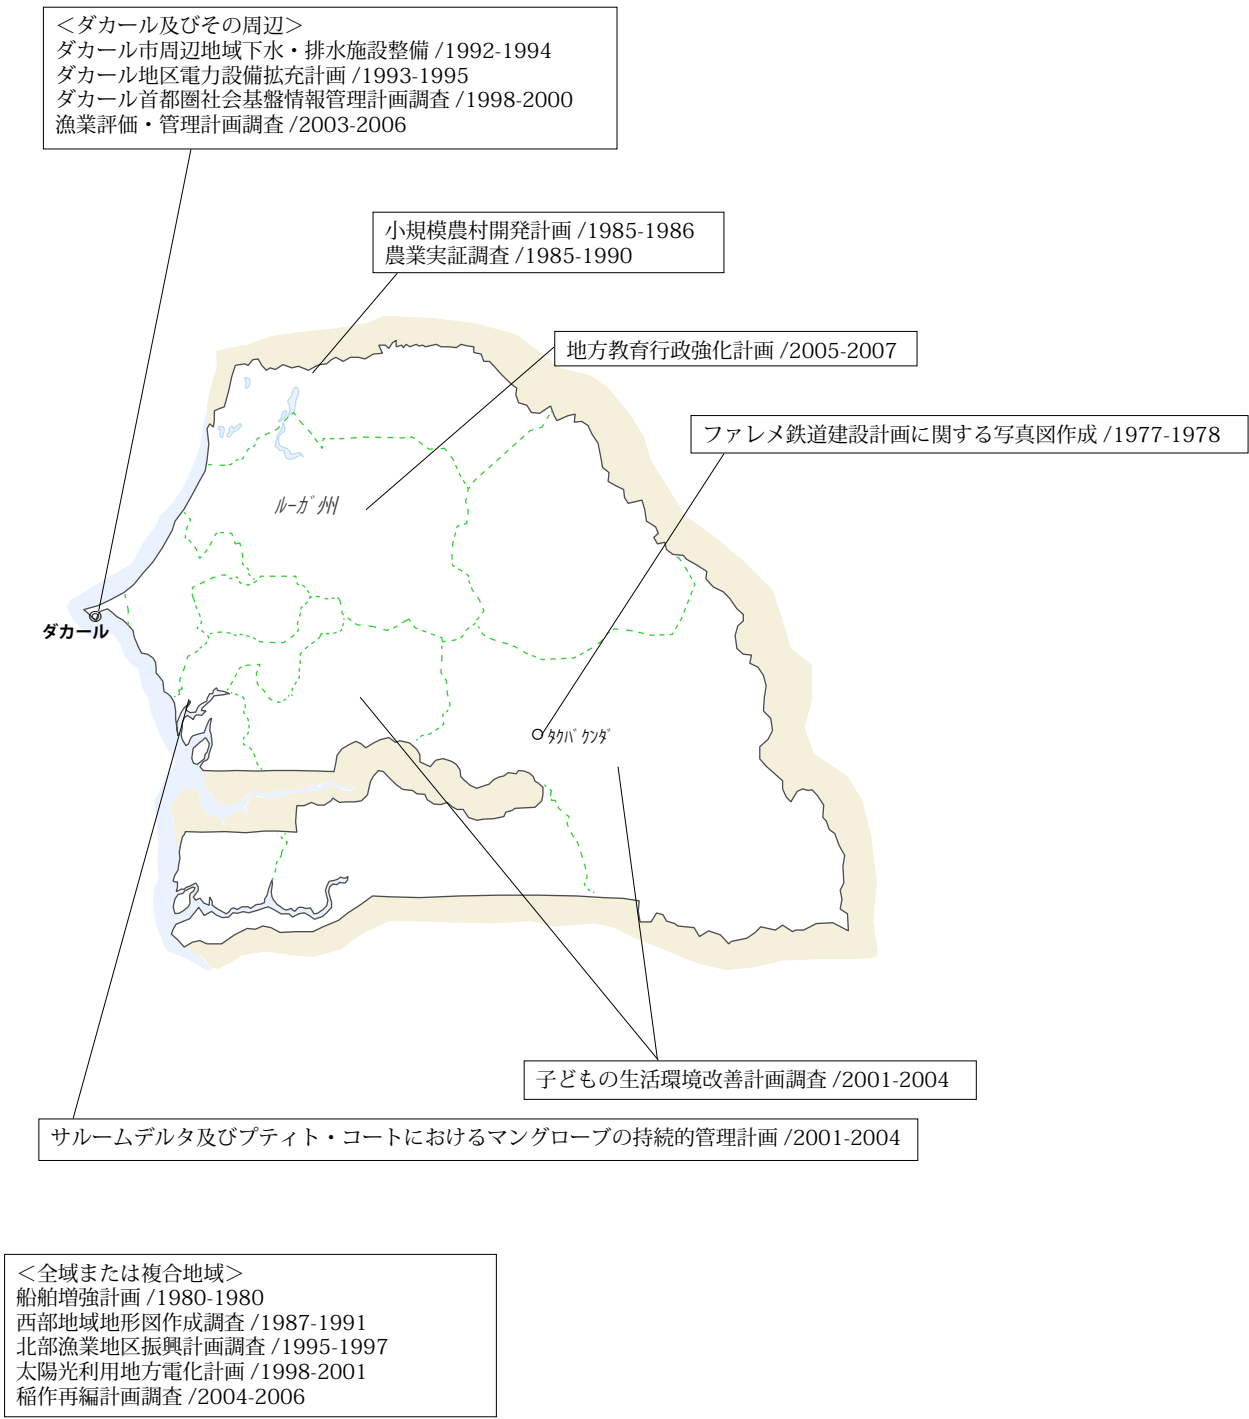 ＜ダカール及びその周辺＞
ダカール市周辺地域下水・排水施設整備 /1992-1994
ダカール地区電力設備拡充計画 /1993-1995
ダカール首都圏社会基盤情報管理計画調査 /1998-2000
漁業評価・管理計画調査 /2003-2006
小規模農村開発計画 /1985-1986
農業実証調査 /1985-1990
地方教育行政強化計画 /2005-2007
ファレメ鉄道建設計画に関する写真図作成 /1977-1978
ﾙｰｶﾞ州
ダカール
ﾀｸﾊﾞｸﾝﾀﾞ
子どもの生活環境改善計画調査 /2001-2004
サルームデルタ及びプティト・コートにおけるマングローブの持続的管理計画 /2001-2004
＜全域または複合地域＞
船舶増強計画 /1980-1980
西部地域地形図作成調査 /1987-1991
北部漁業地区振興計画調査 /1995-1997
太陽光利用地方電化計画 /1998-2001
稲作再編計画調査 /2004-2006